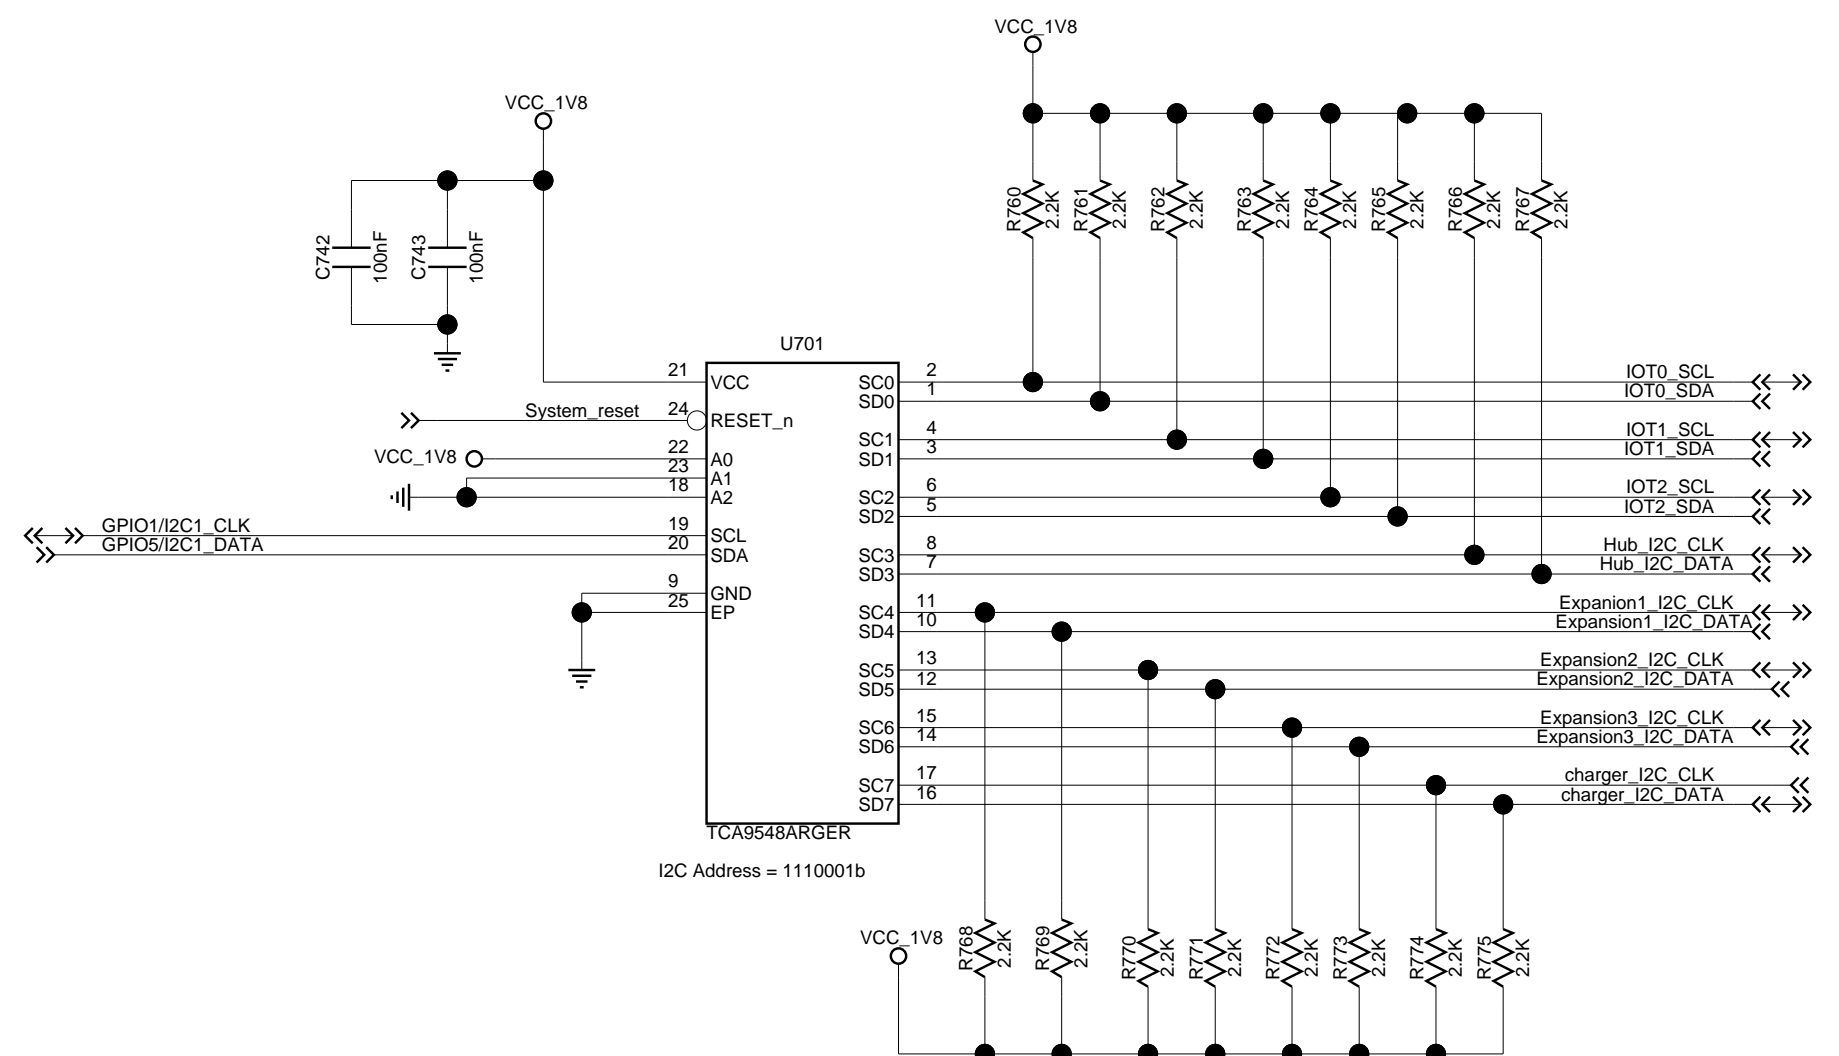 VCC_1V8
VCC_1V8
R760
2.2K
R761
2.2K
R762
2.2K
R763
2.2K
R764
2.2K
R765
2.2K
R766
2.2K
R767
2.2K
C742
100nF
C743
100nF
U701
21
VCC
System_reset
24
RESET_n
VCC_1V8
22
A0
23
A1
18
A2
GPIO1/I2C1_CLK
19
SCL
GPIO5/I2C1_DATA
20
SDA
9
GND
25
EP
SC0
2
IOT0_SCL
SD0
1
IOT0_SDA
SC1
4
IOT1_SCL
SD1
3
IOT1_SDA
SC2
6
IOT2_SCL
SD2
5
IOT2_SDA
SC3
8
Hub_I2C_CLK
SD3
7
Hub_I2C_DATA
SC4
11
Expanion1_I2C_CLK
SD4
10
Expansion1_I2C_DATA
SC5
13
Expansion2_I2C_CLK
SD5
12
Expansion2_I2C_DATA
SC6
15
Expansion3_I2C_CLK
SD6
14
Expansion3_I2C_DATA
SC7
17
charger_I2C_CLK
SD7
16
charger_I2C_DATA
TCA9548ARGER
I2C Address = 1110001b
VCC_1V8
R768
2.2K
R769
2.2K
R770
2.2K
R771
2.2K
R772
2.2K
R773
2.2K
R774
2.2K
R775
2.2K